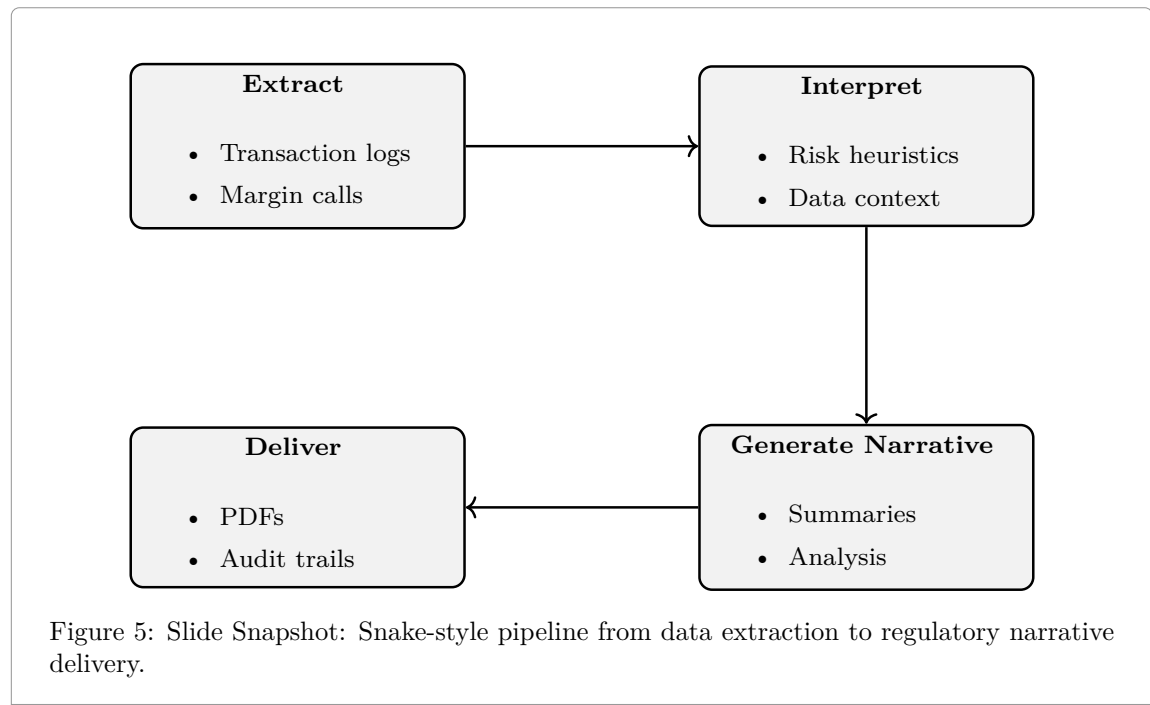 Extract
• Transaction logs
• Margin calls
Interpret
• Risk heuristics
• Data context
Generate Narrative
• Summaries
• Analysis
Deliver
• PDFs
• Audit trails
Figure 5: Slide Snapshot: Snake-style pipeline from data extraction to regulatory narrative
delivery.